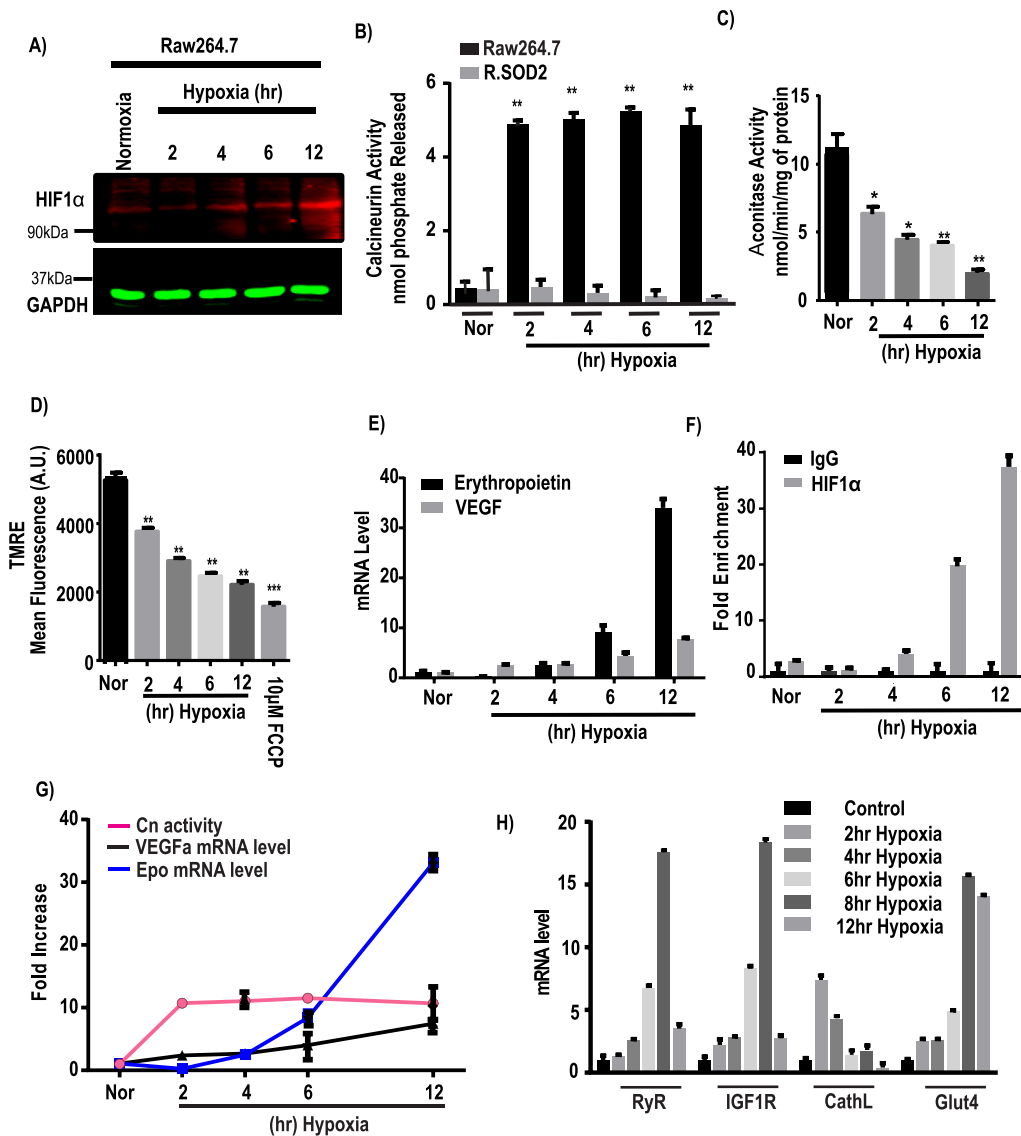 A)
Raw264.7
Hypoxia (hr)
Normoxia
2 4 6 12
HIF1α
90kDa
37kDa
GAPDH
B)
Raw264.7
R.SOD2
Calcineurin Activity
nmol phosphate Released
6
4
2
0
** ** ** **
Nor 2 4 6 12
(hr) Hypoxia
C)
Aconitase Activity
nmol/min/mg of protein
15
10
5
0
* * ** **
Nor 2 4 6 12
(hr) Hypoxia
D)
TMRE
Mean Fluorescence (A.U.)
6000
4000
2000
0
** ** ** ** ***
Nor 2 4 6 12 10μM FCCP
(hr) Hypoxia
E)
Erythropoietin
VEGF
mRNA Level
40
30
20
10
0
Nor 2 4 6 12
(hr) Hypoxia
F)
IgG
HIF1α
Fold Enrichment
40
30
20
10
0
Nor 2 4 6 12
(hr) Hypoxia
G)
Cn activity
VEGFa mRNA level
Epo mRNA level
Fold Increase
40
30
20
10
0
Nor 2 4 6 12
(hr) Hypoxia
H)
Control
2hr Hypoxia
4hr Hypoxia
6hr Hypoxia
8hr Hypoxia
12hr Hypoxia
mRNA level
20
15
10
5
0
RyR IGF1R CathL Glut4